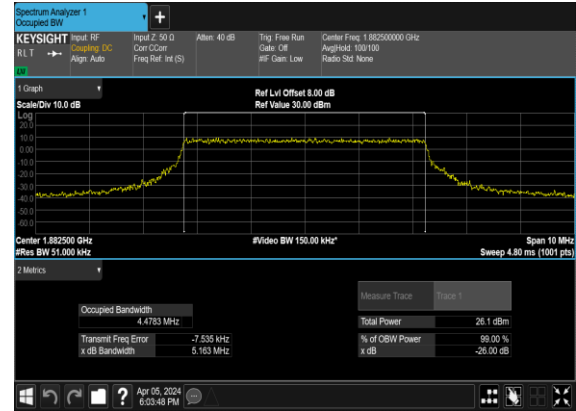 Spectrum Analyzer 1
Occupied BW
KEYSIGHT Input: RF Input Z: 50 Ω Atten: 40 dB Trig: Free Run Center Freq: 1.882500000 GHz
RLT Coupling: DC Corr CCorr Gate: Off Avg|Hold: 100/100
Align: Auto Freq Ref: Int (S) #IF Gain: Low Radio Std: None
1 Graph
Ref Lvl Offset 8.00 dB
Scale/Div 10.0 dB Ref Value 30.00 dBm
Log
20.0
10.0
0.00
-10.0
-20.0
-30.0
-40.0
-50.0
-60.0
Center 1.882500 GHz #Video BW 150.00 kHz* Span 10 MHz
#Res BW 51.000 kHz Sweep 4.80 ms (1001 pts)
2 Metrics
Measure Trace Trace 1
Occupied Bandwidth
4.4783 MHz Total Power 26.1 dBm
Transmit Freq Error -7.535 kHz % of OBW Power 99.00 %
x dB Bandwidth 5.163 MHz x dB -26.00 dB
Apr 05, 2024
6:03:48 PM